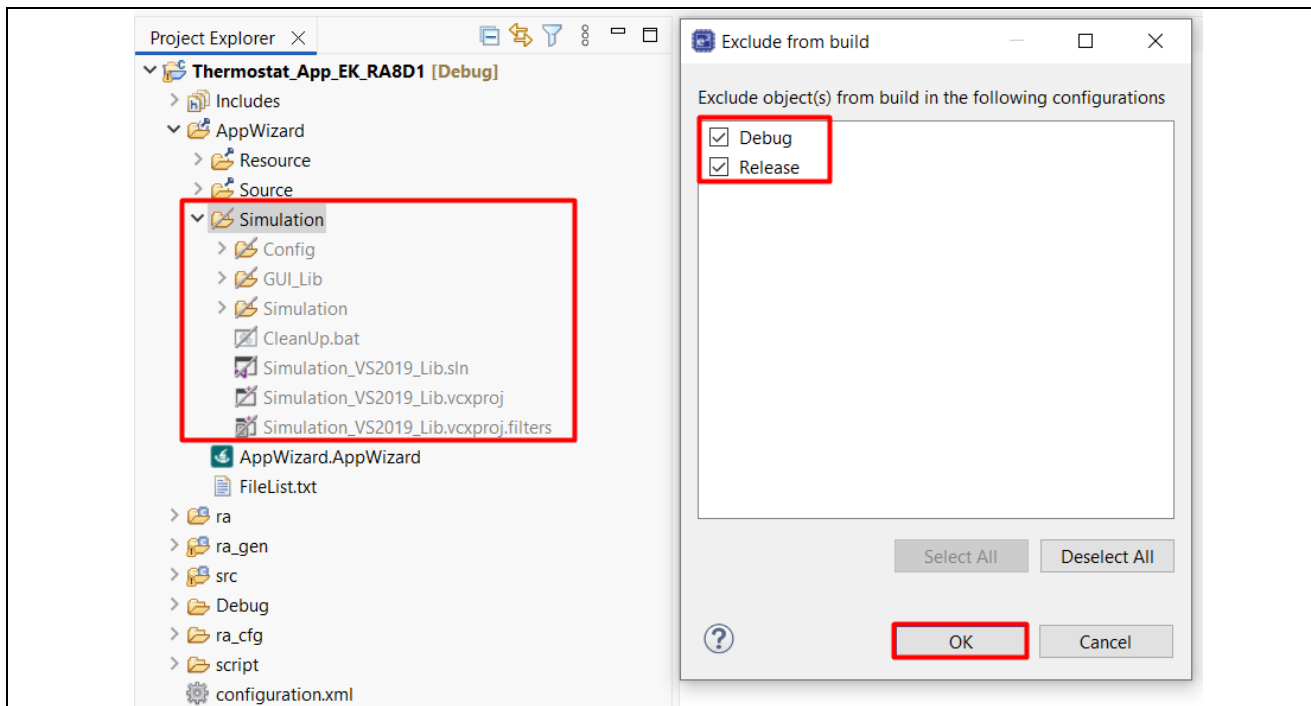 Project Explorer
Thermostat_App_EK_RA8D1 [Debug]
Includes
AppWizard
Resource
Source
Simulation
Config
GUI_Lib
Simulation
CleanUp.bat
Simulation_VS2019_Lib.sln
Simulation_VS2019_Lib.vcxproj
Simulation_VS2019_Lib.vcxproj.filters
AppWizard.AppWizard
FileList.txt
ra
ra_gen
src
Debug
ra_cfg
script
configuration.xml
Exclude from build
Exclude object(s) from build in the following configurations
Debug
Release
Select All Deselect All
? OK Cancel